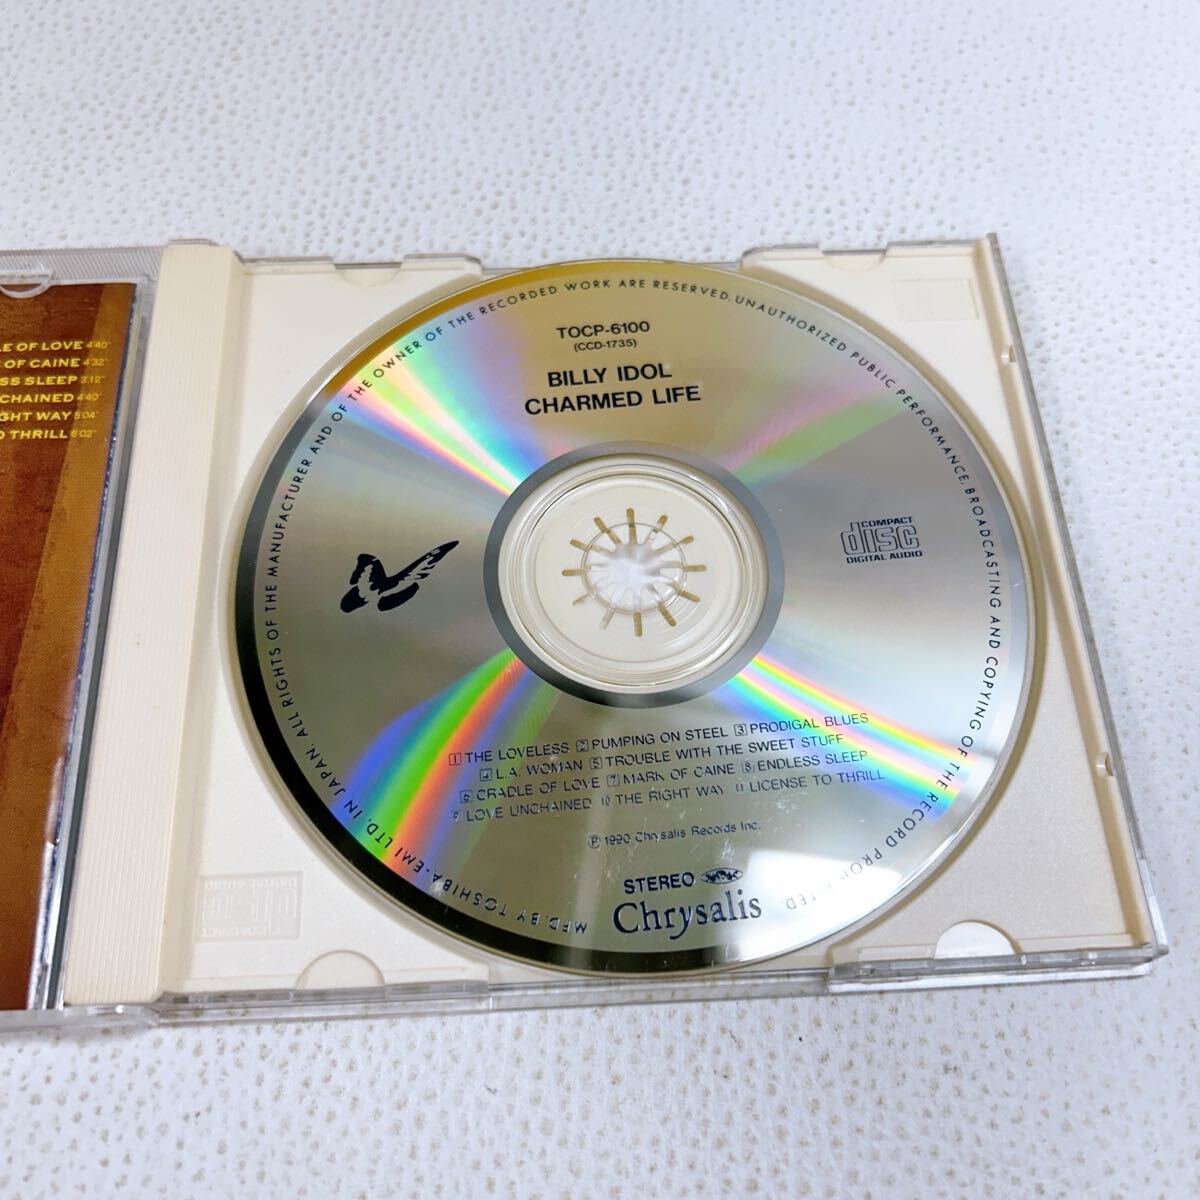 LE OF LOVE 4'40"
OF CAINE 4'32"
SS SLEEP 3'12"
CHAINED 4'40"
GHT WAY 5'04"
O THRILL 6'02"
ALL RIGHTS OF THE MANUFACTURER AND OF THE OWNER OF THE RECORDED WORK ARE RESERVED. UNAUTHORIZED PUBLIC PERFORMANCE, BROADCASTING AND COPYING OF THE RECORD PROHIBITED.
MFD. BY TOSHIBA-EMI LTD. IN JAPAN.
TOCP-6100
(CCD-1735)
BILLY IDOL
CHARMED LIFE
COMPACT
disc
DIGITAL AUDIO
1 THE LOVELESS 2 PUMPING ON STEEL 3 PRODIGAL BLUES
4 L.A. WOMAN 5 TROUBLE WITH THE SWEET STUFF
6 CRADLE OF LOVE 7 MARK OF CAINE 8 ENDLESS SLEEP
9 LOVE UNCHAINED 10 THE RIGHT WAY 11 LICENSE TO THRILL
℗ 1990 Chrysalis Records Inc.
STEREO
Chrysalis
COMPACT
disc
DIGITAL AUDIO